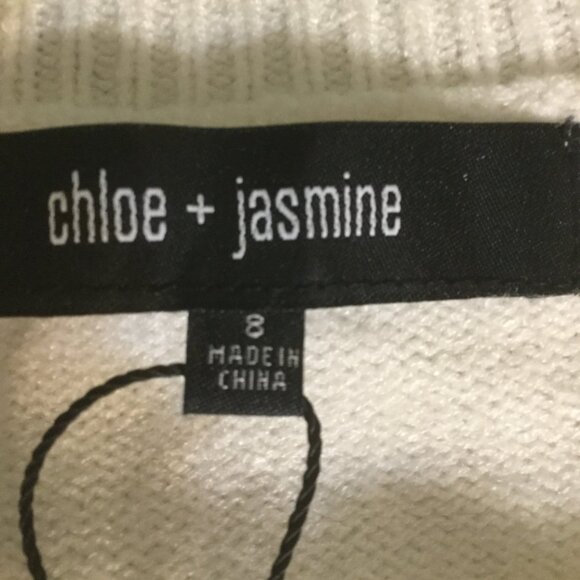 chloe + jasmine
8
MADE IN
CHINA